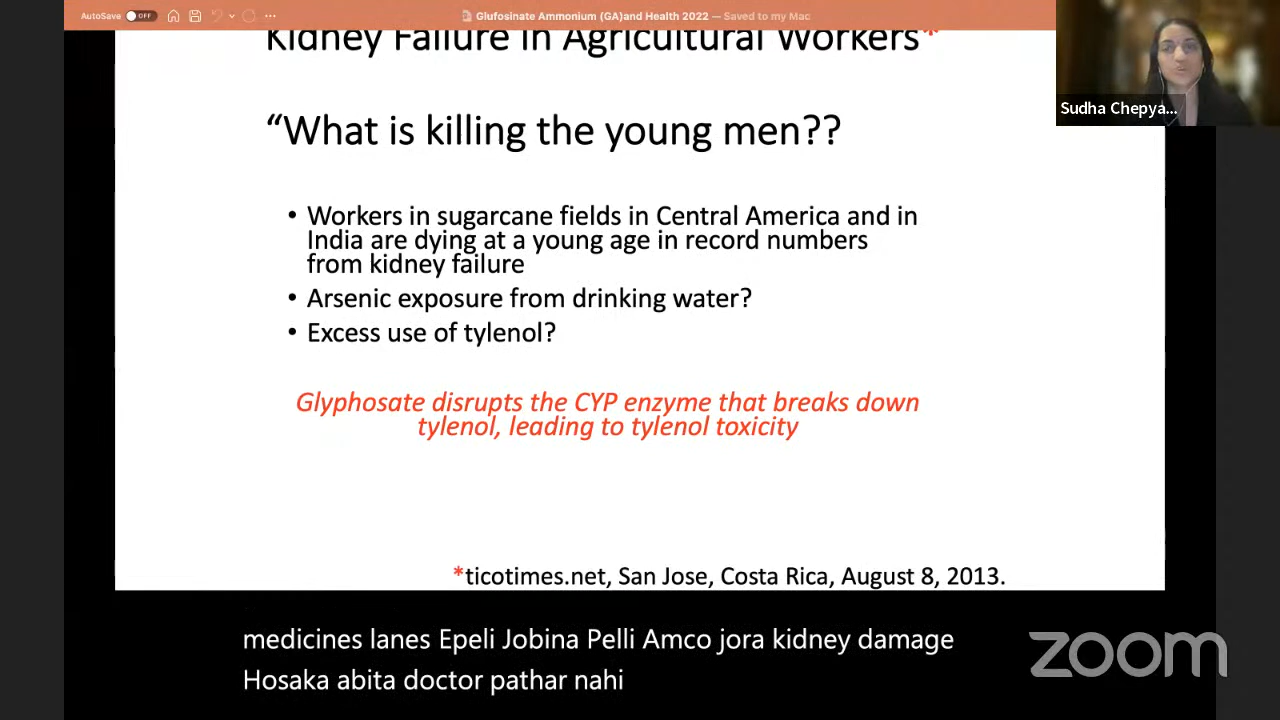 AutoSave OFF
Glufosinate Ammonium (GA)and Health 2022 — Saved to my Mac
Kidney Failure in Agricultural Workers*
Sudha Chepya...
“What is killing the young men??
• Workers in sugarcane fields in Central America and in
India are dying at a young age in record numbers
from kidney failure
• Arsenic exposure from drinking water?
• Excess use of tylenol?
Glyphosate disrupts the CYP enzyme that breaks down
tylenol, leading to tylenol toxicity
*ticotimes.net, San Jose, Costa Rica, August 8, 2013.
medicines lanes Epeli Jobina Pelli Amco jora kidney damage
Hosaka abita doctor pathar nahi
zoom